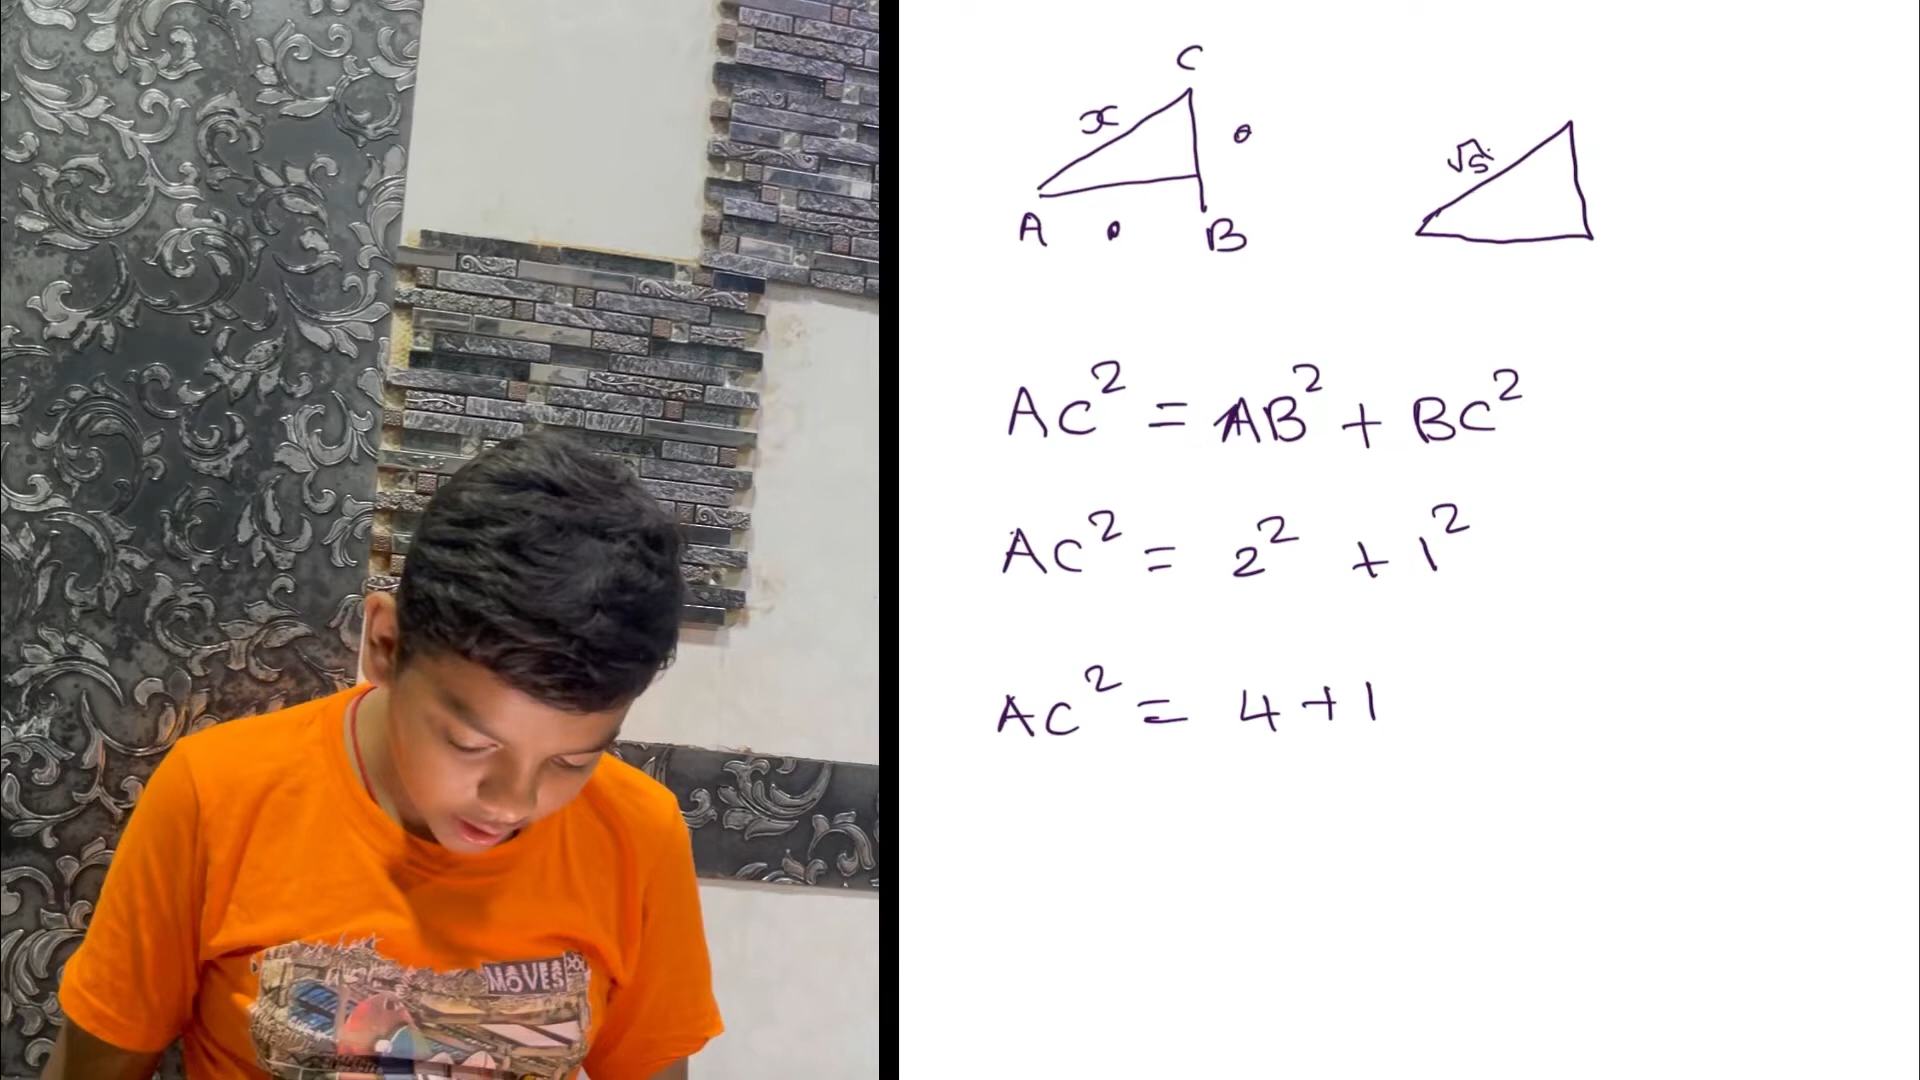 C
x
√5
A
B
AC² = AB² + BC²
AC² = 2² + 1²
AC² = 4 + 1
MOVES